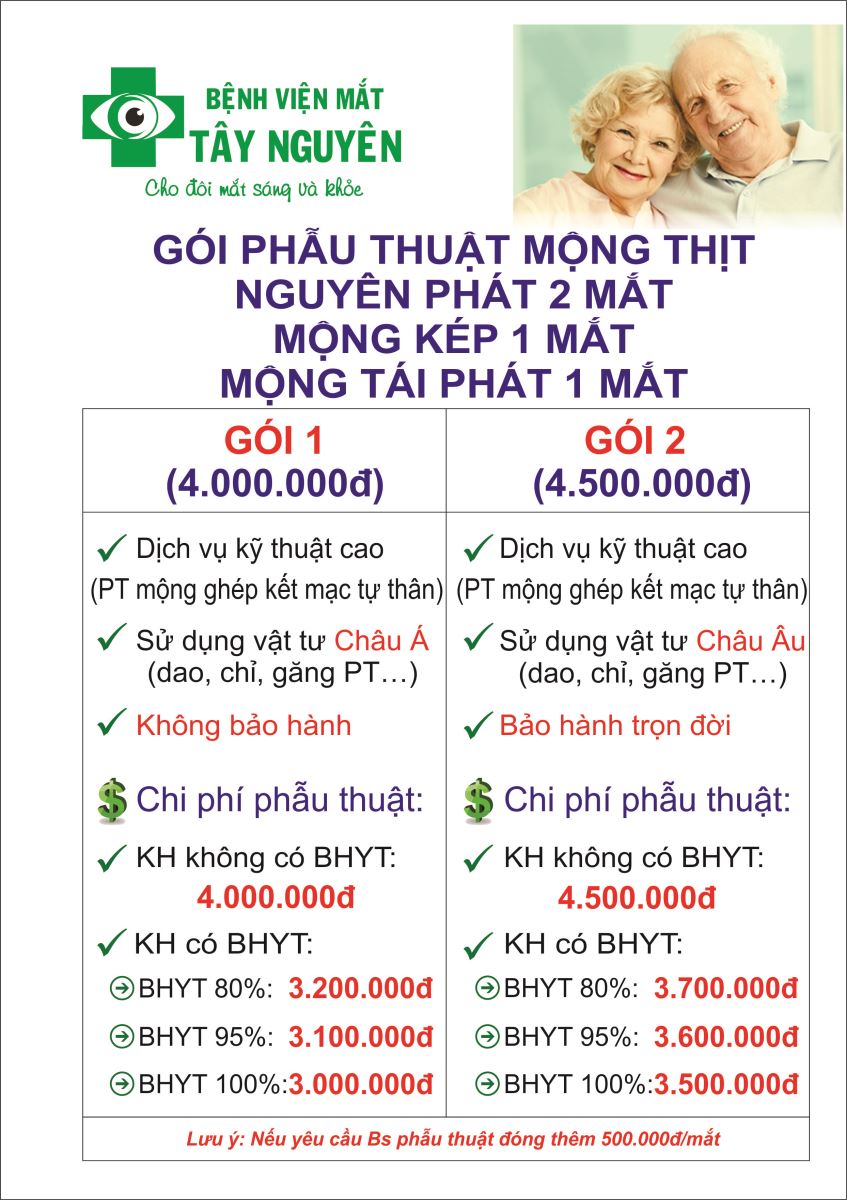 BỆNH VIỆN MẮT
TÂY NGUYÊN
Cho đôi mắt sáng và khỏe
GÓI PHẪU THUẬT MỘNG THỊT
NGUYÊN PHÁT 2 MẮT
MỘNG KÉP 1 MẮT
MỘNG TÁI PHÁT 1 MẮT
GÓI 1
(4.000.000đ)
Dịch vụ kỹ thuật cao
(PT mộng ghép kết mạc tự thân)
Sử dụng vật tư Châu Á
(dao, chỉ, găng PT…)
Không bảo hành
Chi phí phẫu thuật:
KH không có BHYT:
4.000.000đ
KH có BHYT:
BHYT 80%: 3.200.000đ
BHYT 95%: 3.100.000đ
BHYT 100%:3.000.000đ
GÓI 2
(4.500.000đ)
Dịch vụ kỹ thuật cao
(PT mộng ghép kết mạc tự thân)
Sử dụng vật tư Châu Âu
(dao, chỉ, găng PT…)
Bảo hành trọn đời
Chi phí phẫu thuật:
KH không có BHYT:
4.500.000đ
KH có BHYT:
BHYT 80%: 3.700.000đ
BHYT 95%: 3.600.000đ
BHYT 100%:3.500.000đ
Lưu ý: Nếu yêu cầu Bs phẫu thuật đóng thêm 500.000đ/mắt